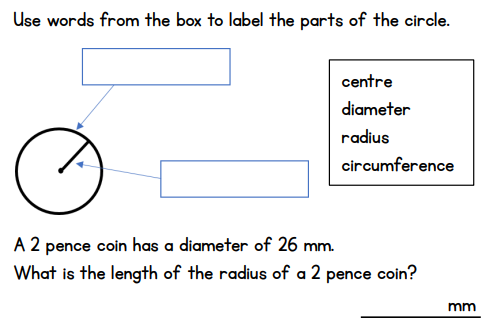 Use words from the box to label the parts of the circle.
centre
diameter
radius
circumference
A 2 pence coin has a diameter of 26 mm.
What is the length of the radius of a 2 pence coin?
mm